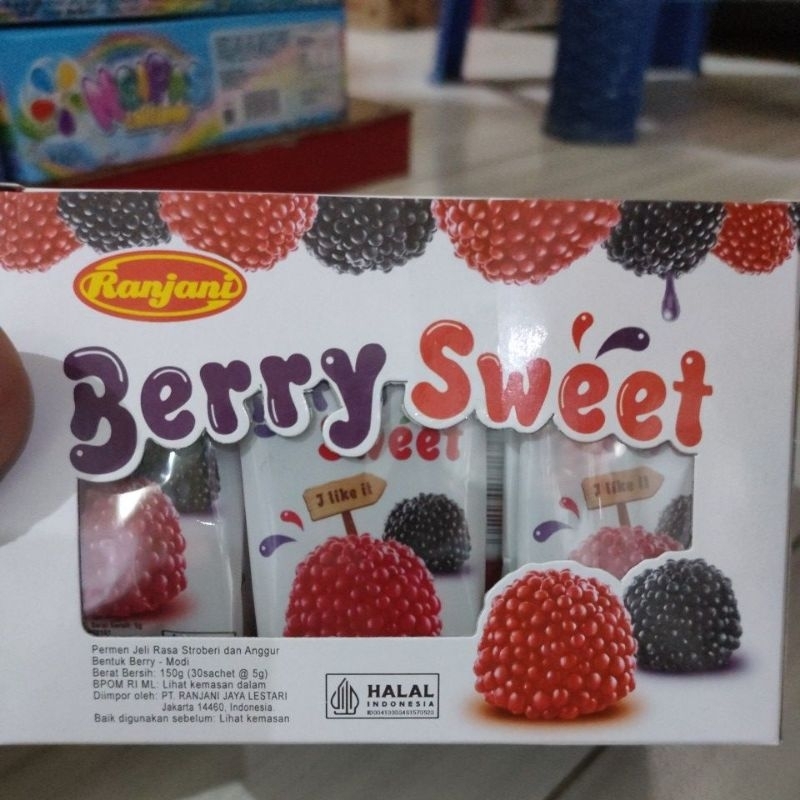 Ranjani
Berry Sweet
Sweet
I like it
I like it
Permen Jeli Rasa Stroberi dan Anggur
Bentuk Berry - Modi
Berat Bersih: 150g (30sachet @ 5g)
BPOM RI ML: Lihat kemasan dalam
Diimpor oleh: PT. RANJANI JAYA LESTARI
Jakarta 14460, Indonesia.
Baik digunakan sebelum: Lihat kemasan
HALAL
INDONESIA